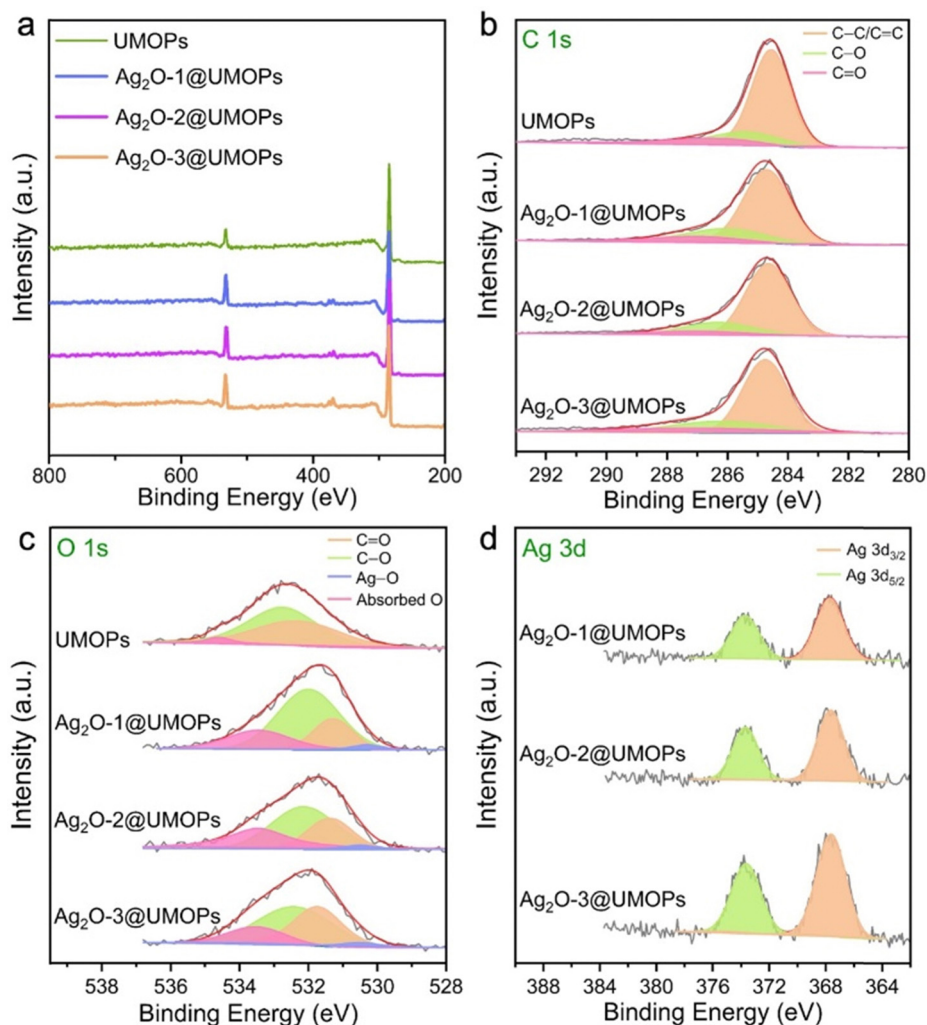 a
UMOPs
Ag₂O-1@UMOPs
Ag₂O-2@UMOPs
Ag₂O-3@UMOPs
Intensity (a.u.)
800 600 400 200
Binding Energy (eV)
b
C 1s
C–C/C=C
C–O
C=O
UMOPs
Ag₂O-1@UMOPs
Ag₂O-2@UMOPs
Ag₂O-3@UMOPs
Intensity (a.u.)
292 290 288 286 284 282 280
Binding Energy (eV)
c
O 1s
C=O
C–O
Ag–O
Absorbed O
UMOPs
Ag₂O-1@UMOPs
Ag₂O-2@UMOPs
Ag₂O-3@UMOPs
Intensity (a.u.)
538 536 534 532 530 528
Binding Energy (eV)
d
Ag 3d
Ag 3d₃/₂
Ag 3d₅/₂
Ag₂O-1@UMOPs
Ag₂O-2@UMOPs
Ag₂O-3@UMOPs
Intensity (a.u.)
388 384 380 376 372 368 364
Binding Energy (eV)